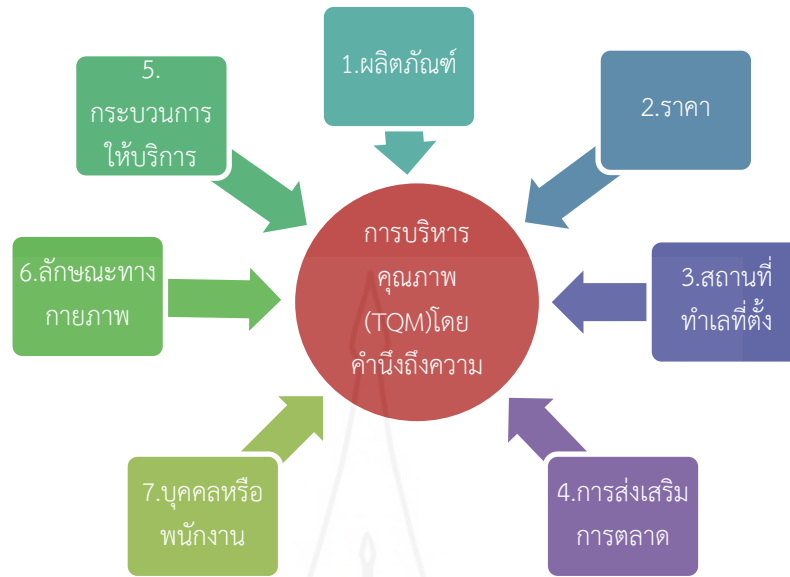 1.ผลิตภัณฑ์
2.ราคา
3.สถานที่
ทำเลที่ตั้ง
4.การส่งเสริม
การตลาด
5.
กระบวนการ
ให้บริการ
6.ลักษณะทาง
กายภาพ
7.บุคคลหรือ
พนักงาน
การบริหาร
คุณภาพ
(TQM)โดย
คำนึงถึงความ